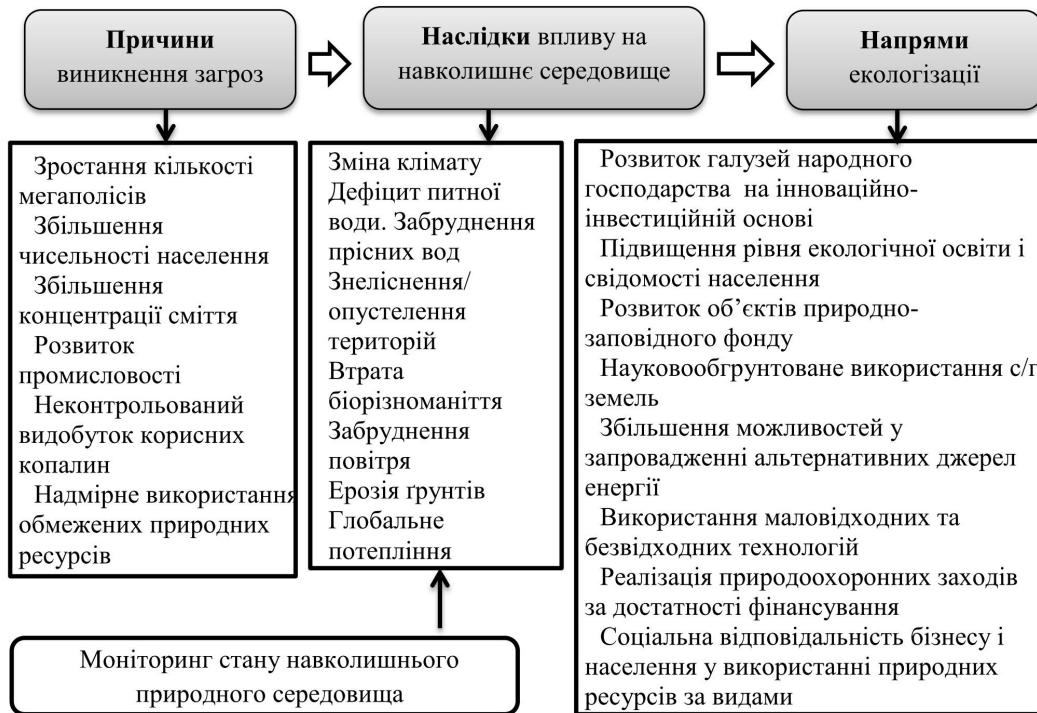 Причини
виникнення загроз
Наслідки впливу на
навколишнє середовище
Напрями
екологізації
Зростання кількості
мегаполісів
Збільшення
чисельності населення
Збільшення
концентрації сміття
Розвиток
промисловості
Неконтрольований
видобуток корисних
копалин
Надмірне використання
обмежених природних
ресурсів
Зміна клімату
Дефіцит питної
води. Забруднення
прісних вод
Знеліснення/
опустелення
територій
Втрата
біорізноманіття
Забруднення
повітря
Ерозія ґрунтів
Глобальне
потепління
Розвиток галузей народного
господарства на інноваційно-
інвестиційній основі
Підвищення рівня екологічної освіти і
свідомості населення
Розвиток об’єктів природно-
заповідного фонду
Науковообгрунтоване використання с/г
земель
Збільшення можливостей у
запровадженні альтернативних джерел
енергії
Використання маловідходних та
безвідходних технологій
Реалізація природоохоронних заходів
за достатності фінансування
Соціальна відповідальність бізнесу і
населення у використанні природних
ресурсів за видами
Моніторинг стану навколишнього
природного середовища